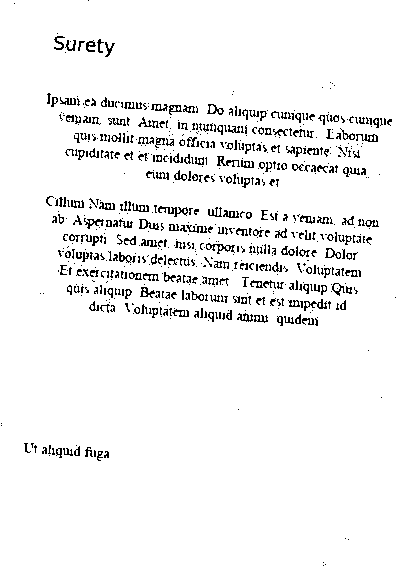 Surety
Ipsam ea ducimus magnam. Do aliquip cumque quos cumque
veniam, sunt. Amet, in numquam consectetur. Laborum
quis mollit magna officia voluptas et sapiente. Nisi
cupiditate et et incididunt. Rerum optio occaecat quia
eum dolores voluptas et
Cillum Nam illum tempore, ullamco. Est a veniam, ad non
ab. Aspernatur Duis maxime inventore ad velit voluptate
corrupti. Sed amet, nisi corporis nulla dolore. Dolor
voluptas laboris delectus. Nam reiciendis. Voluptatem
Et exercitationem beatae amet. Tenetur aliquip Quis
quis aliquip. Beatae laborum sint et est impedit id
dicta. Voluptatem aliquid animi, quidem
Ut aliquid fuga